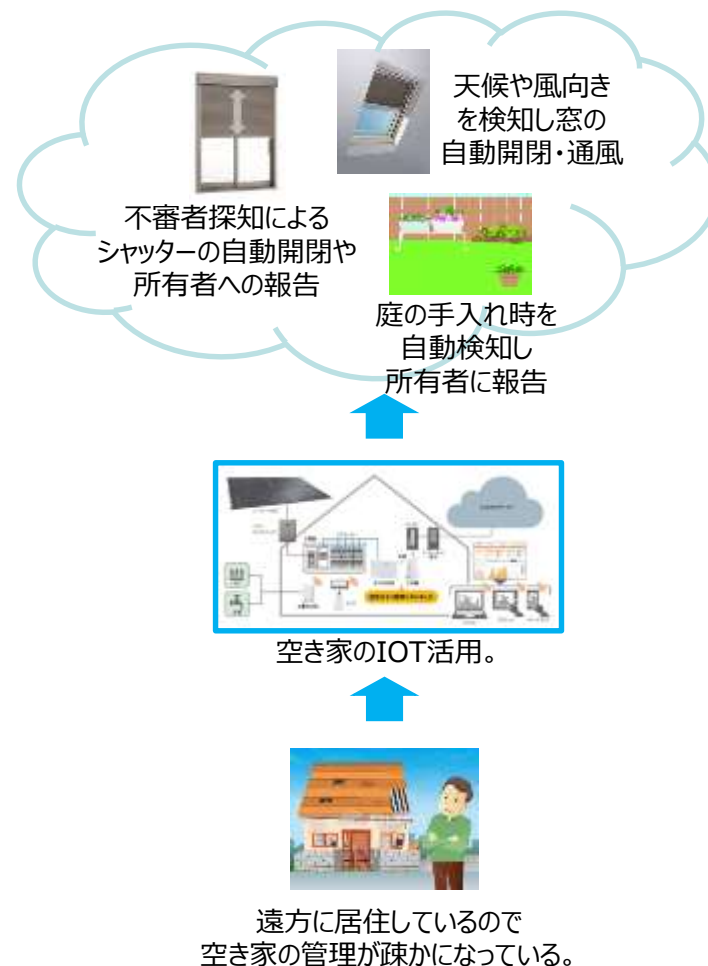 天候や風向き
を検知し窓の
自動開閉・通風
不審者探知による
シャッターの自動開閉や
所有者への報告
庭の手入れ時を
自動検知し
所有者に報告
空き家のIOT活用。
遠方に居住しているので
空き家の管理が疎かになっている。